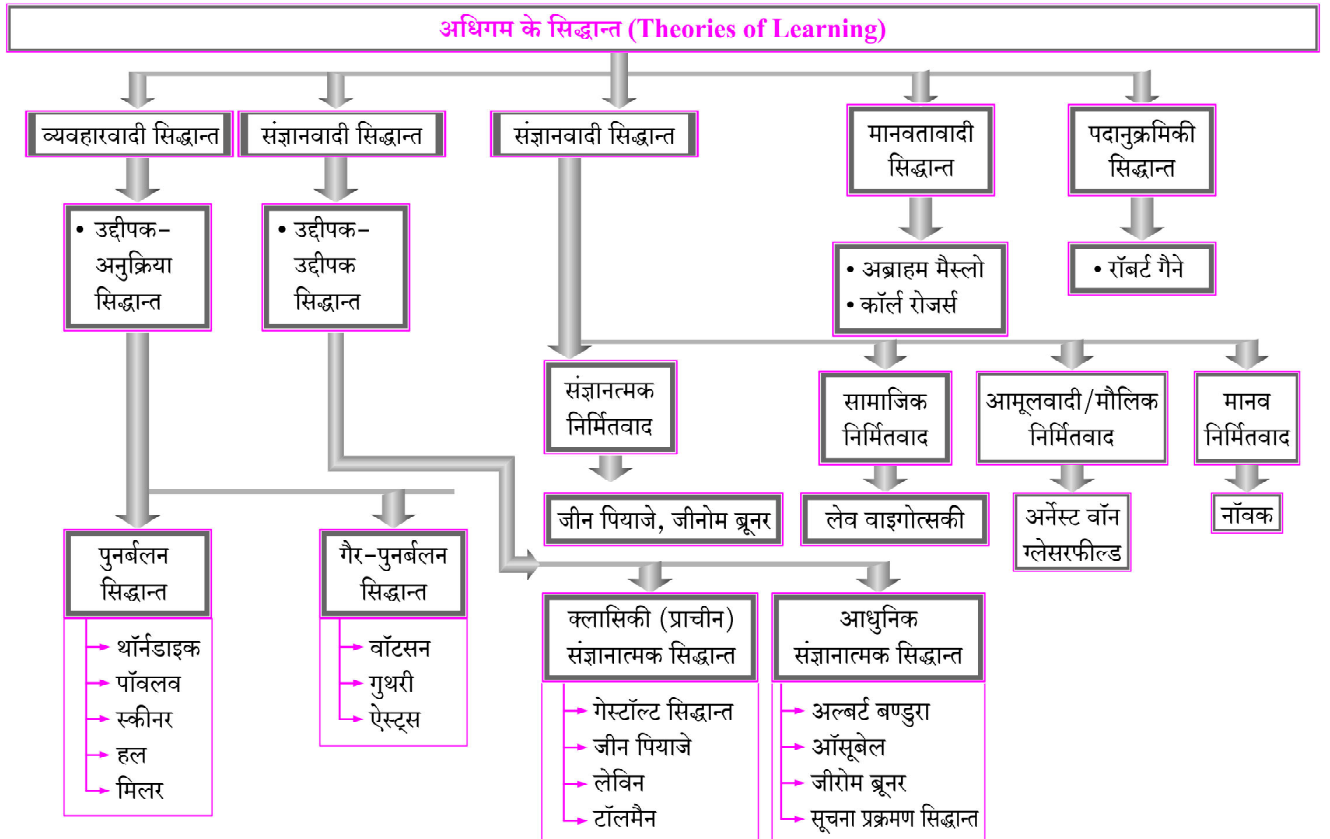 अधिगम के सिद्धान्त (Theories of Learning)
व्यवहारवादी सिद्धान्त
संज्ञानवादी सिद्धान्त
संज्ञानवादी सिद्धान्त
मानवतावादी
सिद्धान्त
पदानुक्रमिकी
सिद्धान्त
• उद्दीपक-
अनुक्रिया
सिद्धान्त
• उद्दीपक-
उद्दीपक
सिद्धान्त
• अब्राहम मैस्लो
• कॉर्ल रोजर्स
• रॉबर्ट गैने
संज्ञानत्मक
निर्मितवाद
सामाजिक
निर्मितवाद
आमूलवादी/मौलिक
निर्मितवाद
मानव
निर्मितवाद
जीन पियाजे, जीनोम ब्रूनर
लेव वाइगोत्सकी
अर्नेस्ट वॉन
ग्लेसरफील्ड
नॉवक
पुनर्बलन
सिद्धान्त
गैर-पुनर्बलन
सिद्धान्त
थॉर्नडाइक
पॉवलव
स्कीनर
हल
मिलर
वॉटसन
गुथरी
ऐस्ट्स
क्लासिकी (प्राचीन)
संज्ञानात्मक सिद्धान्त
आधुनिक
संज्ञानात्मक सिद्धान्त
गेस्टॉल्ट सिद्धान्त
जीन पियाजे
लेविन
टॉलमैन
अल्बर्ट बण्डुरा
ऑसूबेल
जीरोम ब्रूनर
सूचना प्रक्रमण सिद्धान्त